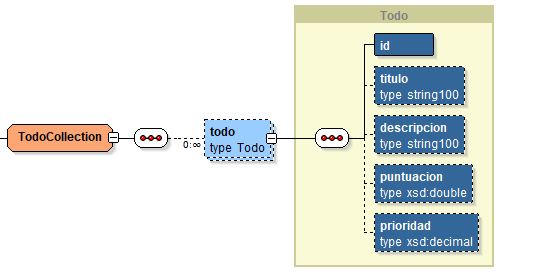 Todo
id
titulo
type string100
TodoCollection
todo
type Todo
0:∞
descripcion
type string100
puntuacion
type xsd:double
prioridad
type xsd:decimal